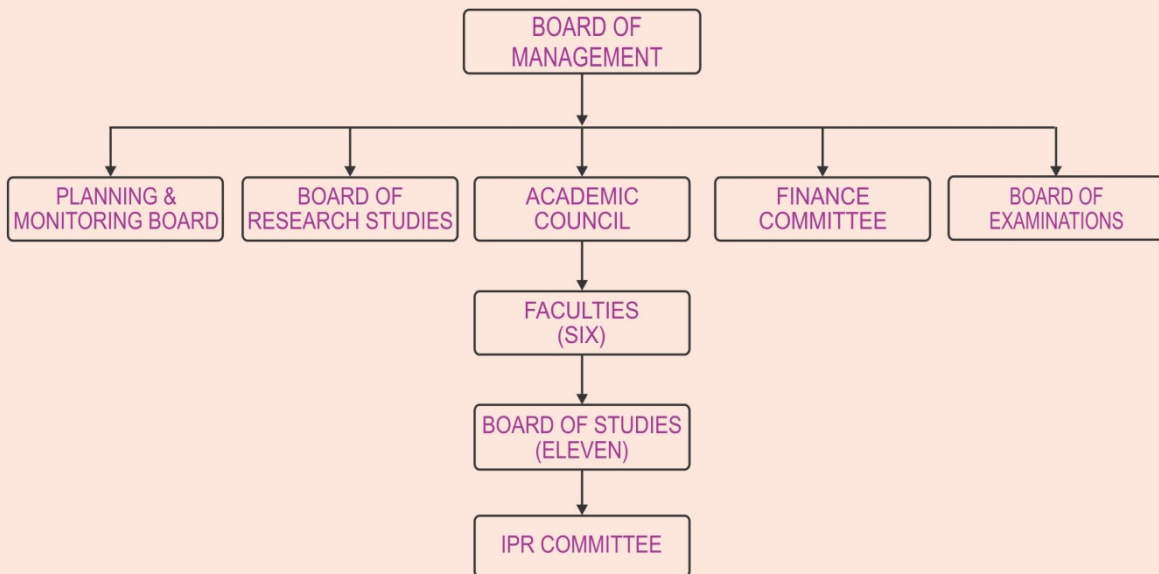 BOARD OF
MANAGEMENT
PLANNING &
MONITORING BOARD
BOARD OF
RESEARCH STUDIES
ACADEMIC
COUNCIL
FINANCE
COMMITTEE
BOARD OF
EXAMINATIONS
FACULTIES
(SIX)
BOARD OF STUDIES
(ELEVEN)
IPR COMMITTEE